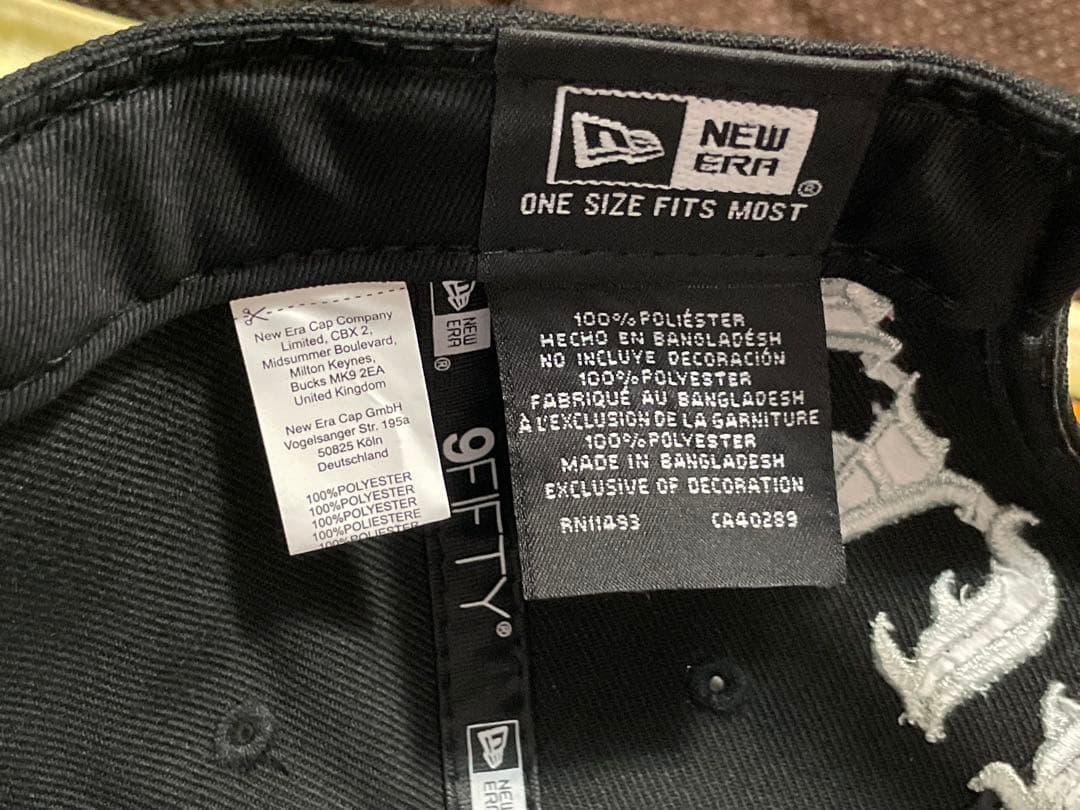 NEW
ERA
®
ONE SIZE FITS MOST
100% POLIÉSTER
HECHO EN BANGLADÉSH
NO INCLUYE DECORACIÓN
100% POLYESTER
FABRIQUÉ AU BANGLADESH
À L'EXCLUSION DE LA GARNITURE
100% POLYESTER
MADE IN BANGLADESH
EXCLUSIVE OF DECORATION
RN11493 CA40289
New Era Cap Company
Limited, CBX 2,
Midsummer Boulevard,
Milton Keynes,
Bucks MK9 2EA
United Kingdom
New Era Cap GmbH
Vogelsanger Str. 195a
50825 Köln
Deutschland
100%POLYESTER
100%POLYESTER
100%POLYESTER
100%POLIESTERE
100%POLIESTER
NEW
ERA
®
9FIFTY®
NEW
ERA